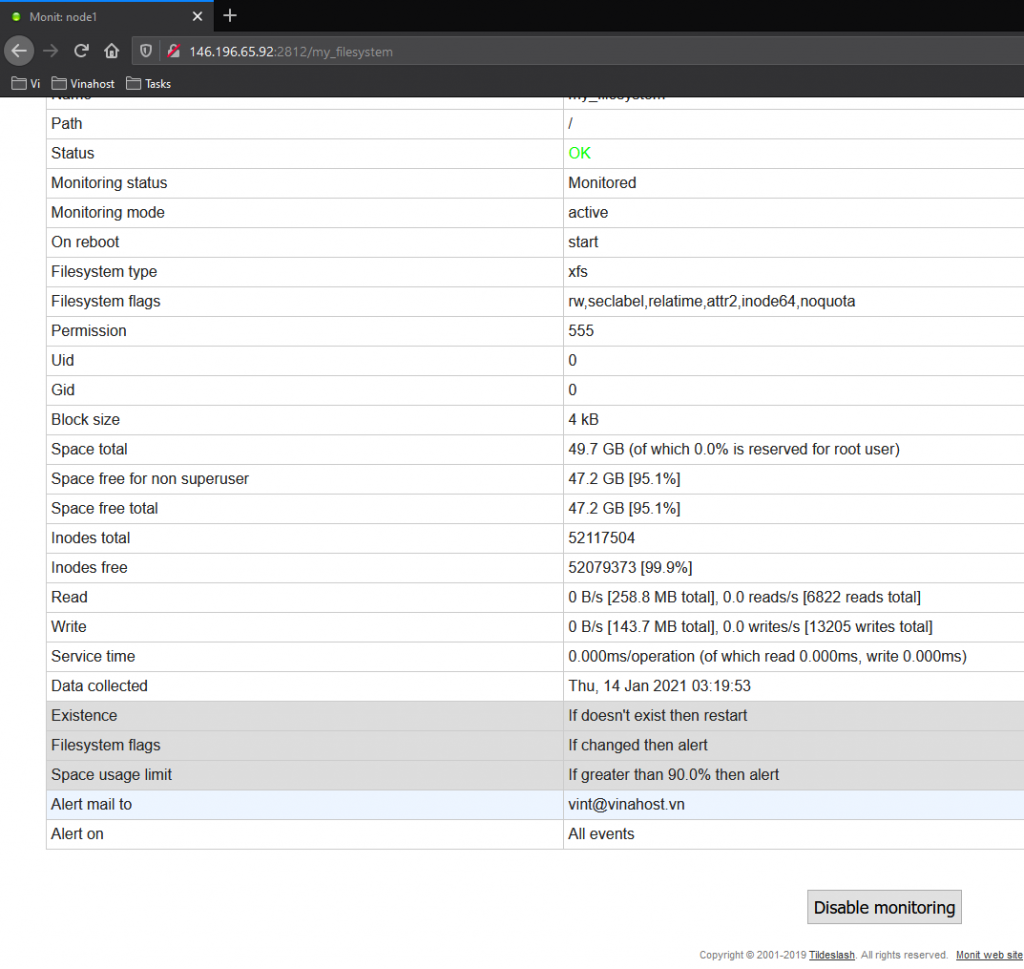 Monit: node1
146.196.65.92:2812/my_filesystem
Vi Vinahost Tasks
Name my_filesystem
Path /
Status OK
Monitoring status Monitored
Monitoring mode active
On reboot start
Filesystem type xfs
Filesystem flags rw,seclabel,relatime,attr2,inode64,noquota
Permission 555
Uid 0
Gid 0
Block size 4 kB
Space total 49.7 GB (of which 0.0% is reserved for root user)
Space free for non superuser 47.2 GB [95.1%]
Space free total 47.2 GB [95.1%]
Inodes total 52117504
Inodes free 52079373 [99.9%]
Read 0 B/s [258.8 MB total], 0.0 reads/s [6822 reads total]
Write 0 B/s [143.7 MB total], 0.0 writes/s [13205 writes total]
Service time 0.000ms/operation (of which read 0.000ms, write 0.000ms)
Data collected Thu, 14 Jan 2021 03:19:53
Existence If doesn't exist then restart
Filesystem flags If changed then alert
Space usage limit If greater than 90.0% then alert
Alert mail to vint@vinahost.vn
Alert on All events
Disable monitoring
Copyright © 2001-2019 Tildeslash. All rights reserved. Monit web site